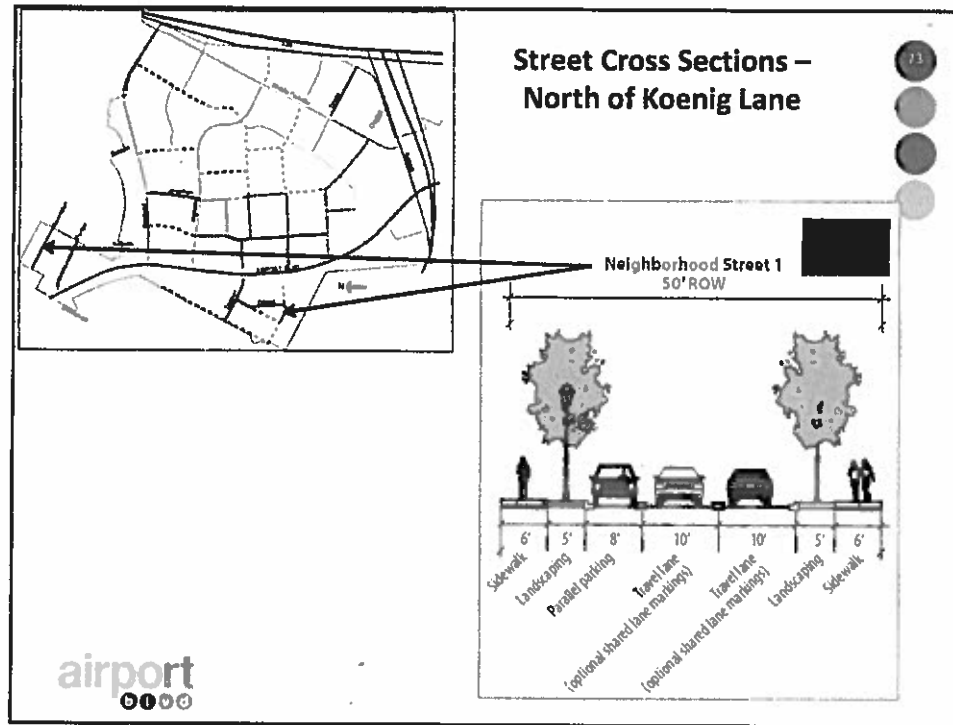 Street Cross Sections –
North of Koenig Lane
23
Neighborhood Street 1
50' ROW
N
6'
5'
8'
10'
10'
5'
6'
Sidewalk
Landscaping
Parallel parking
Travel lane
(optional shared lane markings)
Travel lane
(optional shared lane markings)
Landscaping
Sidewalk
airport
blvd